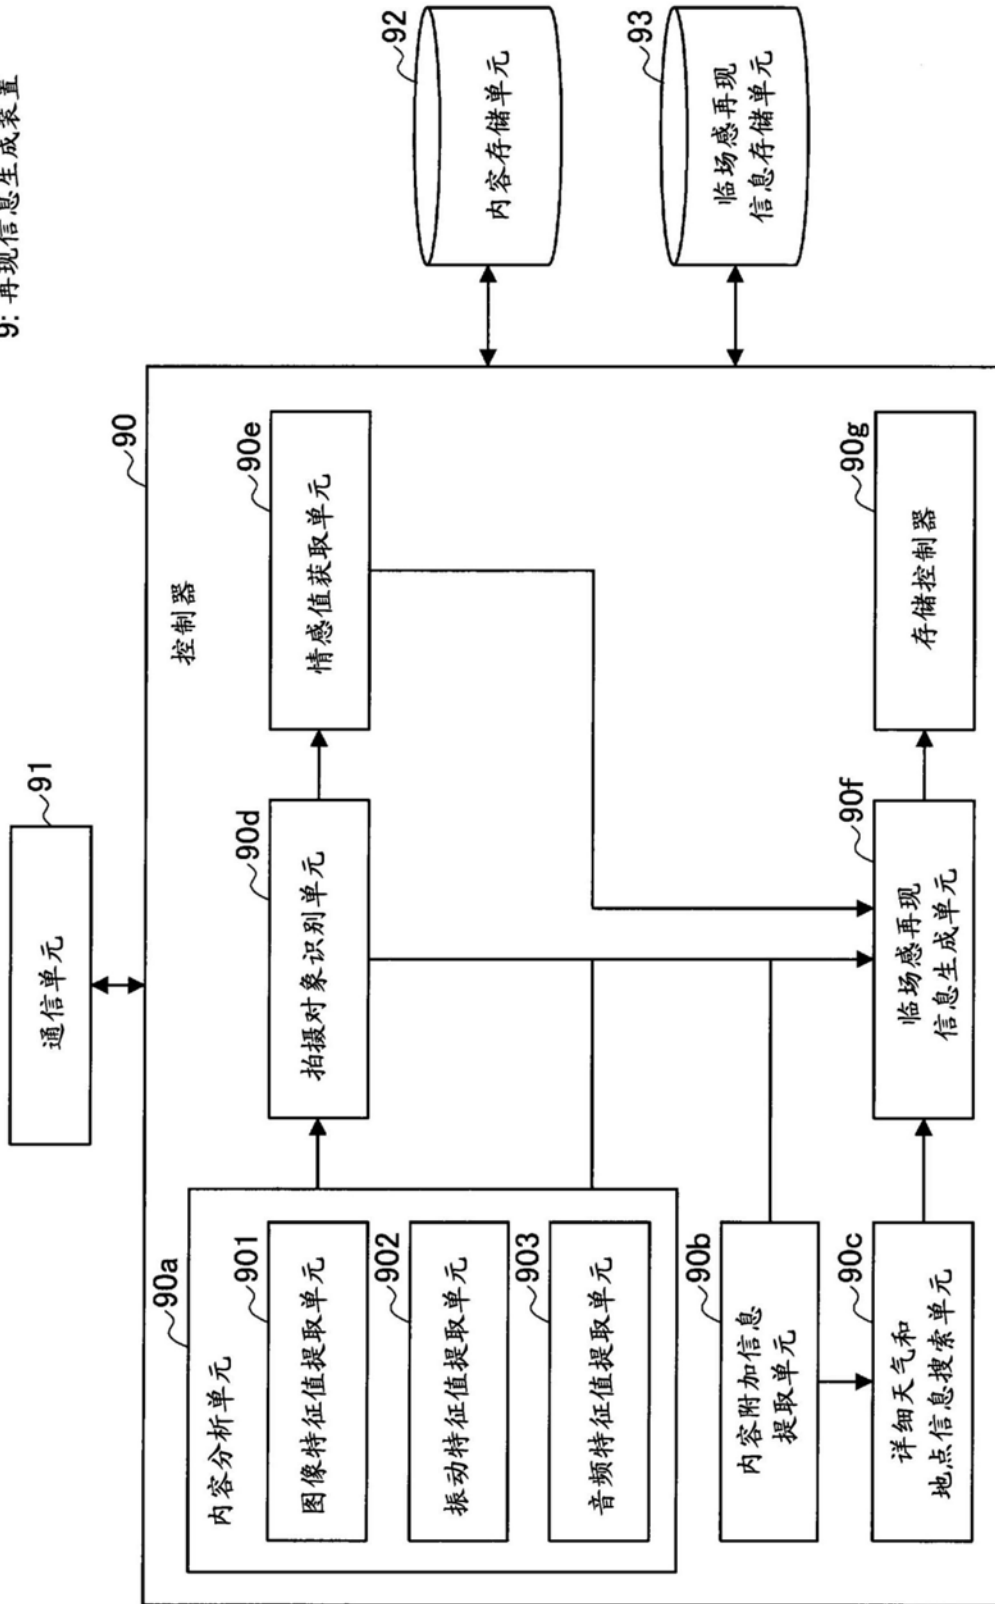 9: 再现信息生成装置
91
通信单元
90
控制器
90a
内容分析单元
901
图像特征值提取单元
902
振动特征值提取单元
903
音频特征值提取单元
90b
内容附加信息
提取单元
90c
详细天气和
地点信息搜索单元
90d
拍摄对象识别单元
90e
情感值获取单元
90f
临场感再现
信息生成单元
90g
存储控制器
92
内容存储单元
93
临场感再现
信息存储单元